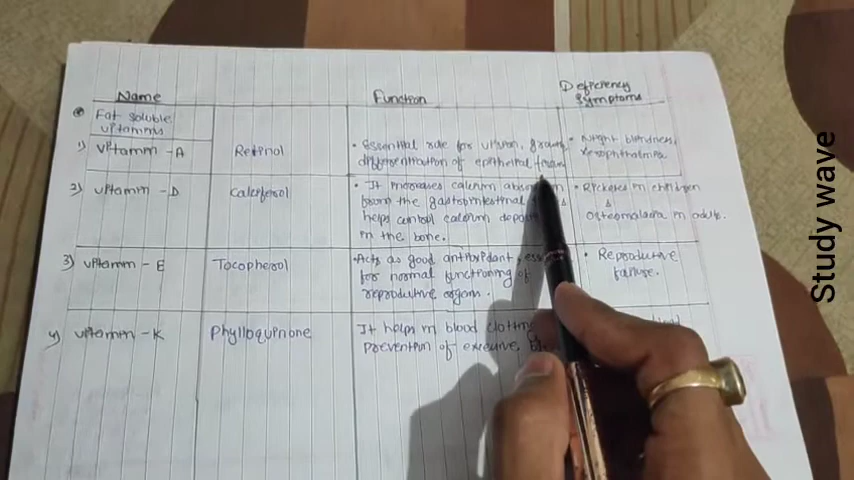 Name
Function
Deficiency
Symptoms
Fat soluble
vitamins
1) Vitamin - A
Retinol
• Essential role for vision, growth,
differentiation of epithelial tissue
• Night blindness,
Xerophthalmia
2) vitamin - D
Calciferol
• It increases calcium
from the gastrointestinal
helps control calcium
in the bone.
• Rickets in children
&
Osteomalacia in adults.
3) vitamin - E
Tocopherol
• Acts as good antioxidant,
for normal functioning of
reproductive organs.
• Reproductive
failure.
4) vitamin - K
Phylloquinone
It helps in blood clotting
prevention of excessive
Study wave